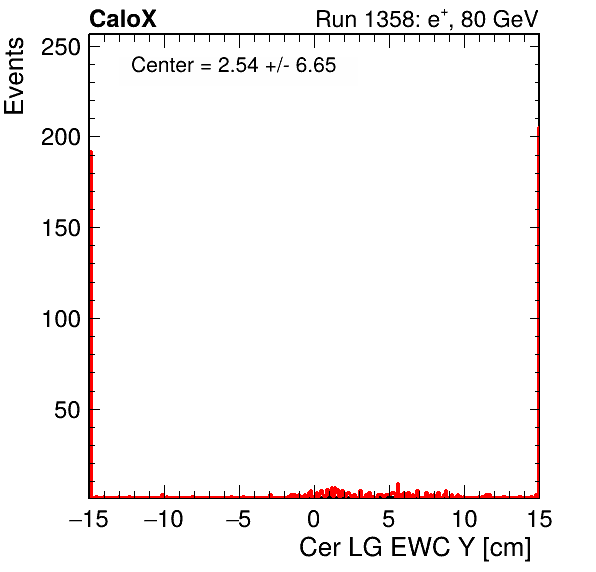 CaloX Run 1358: e⁺, 80 GeV
Center = 2.54 +/- 6.65
Events
250
200
150
100
50
−15 −10 −5 0 5 10 15
Cer LG EWC Y [cm]